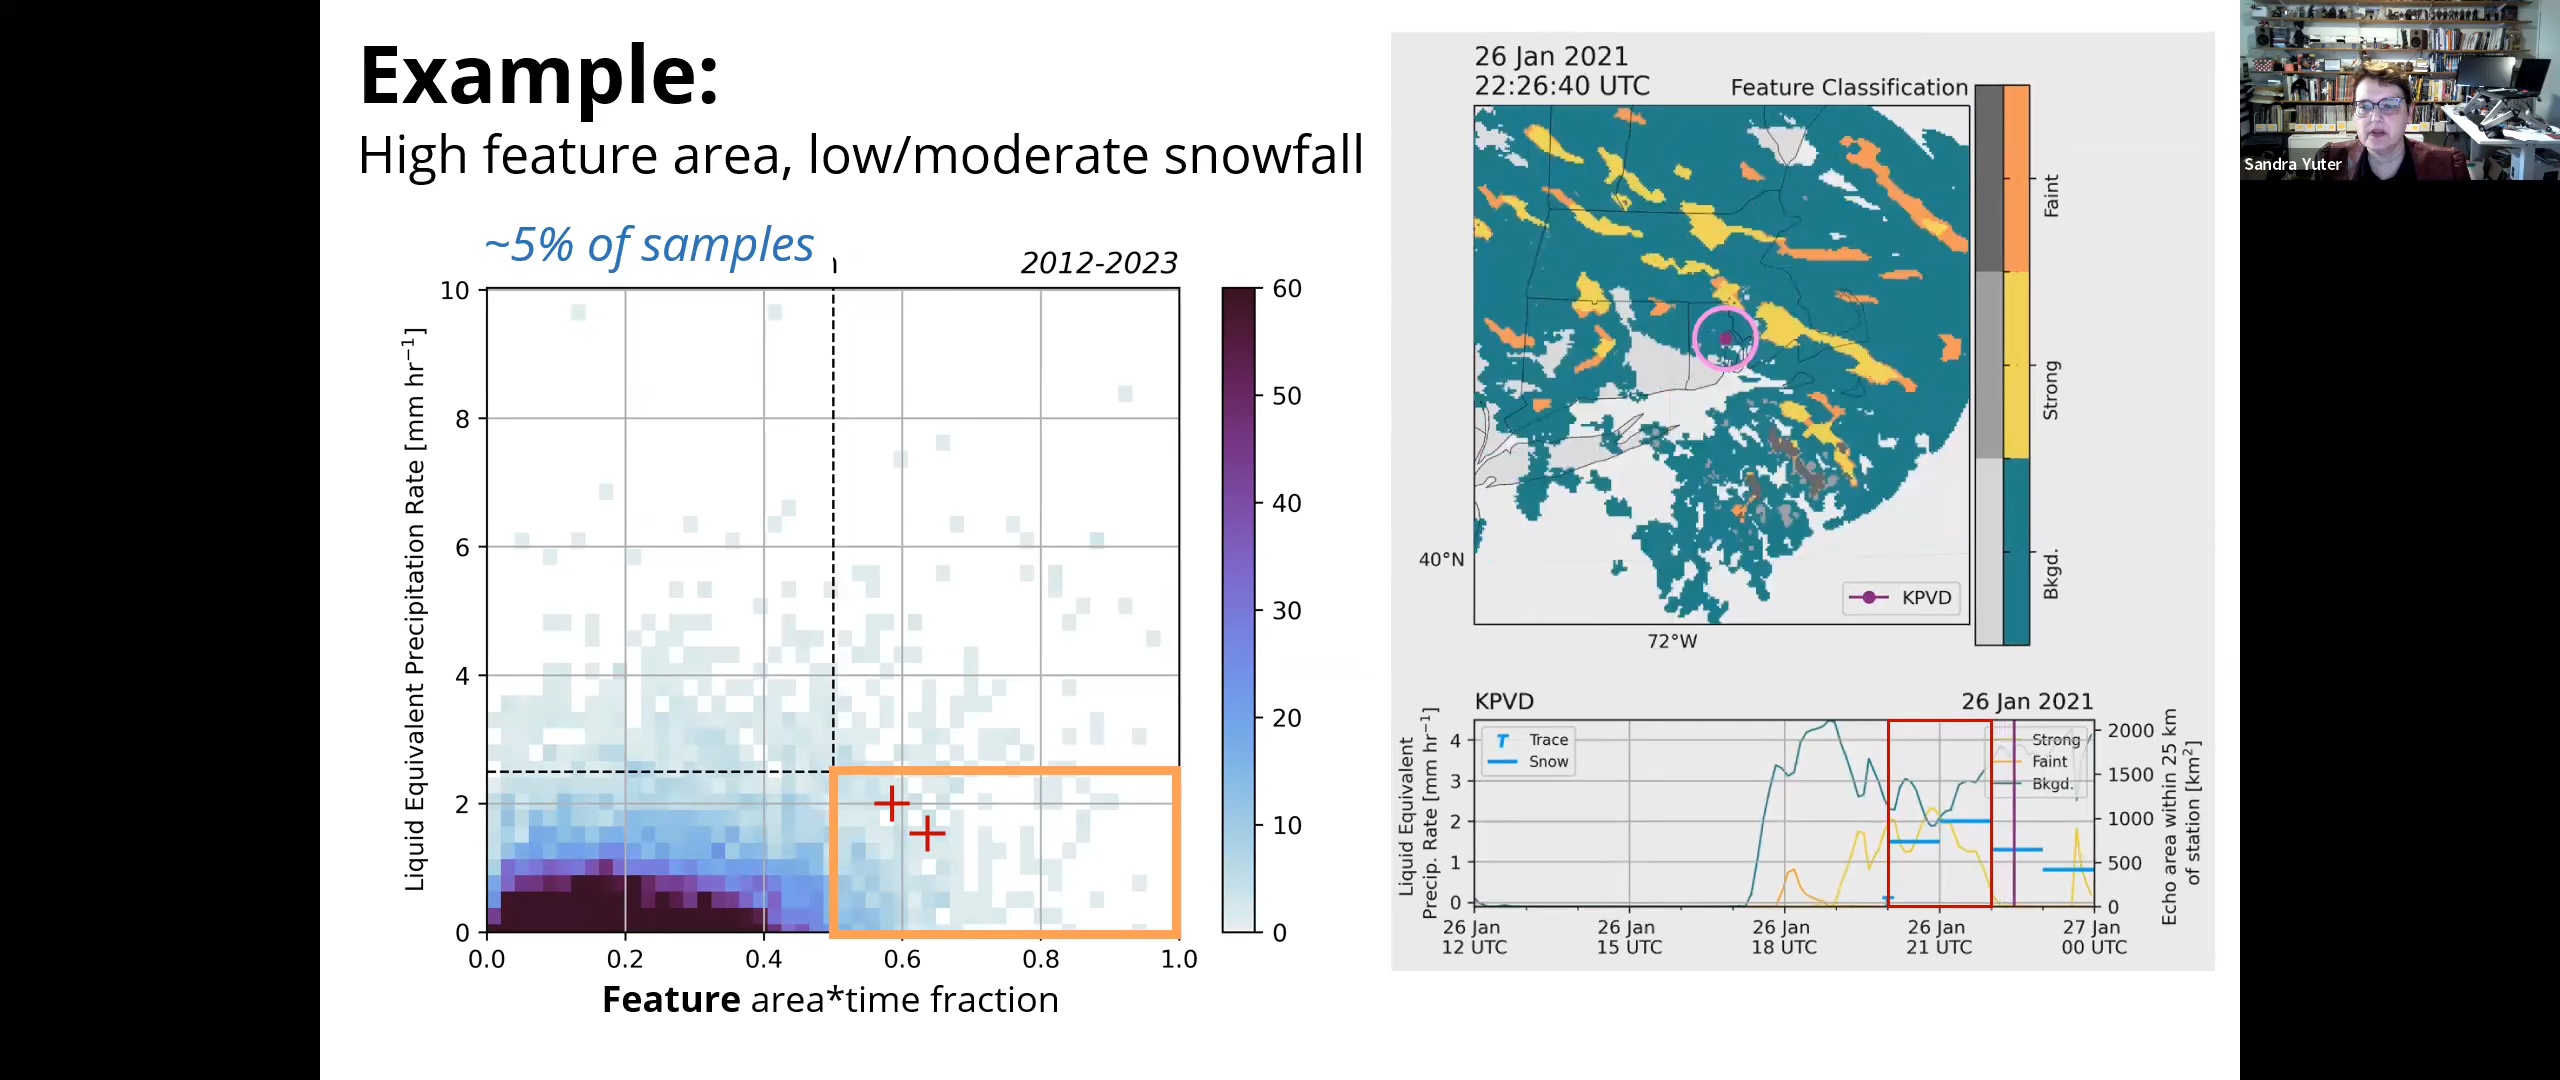 Example:
High feature area, low/moderate snowfall
~5% of samples
2012-2023
10
8
6
4
2
0
Liquid Equivalent Precipitation Rate [mm hr⁻¹]
0.0 0.2 0.4 0.6 0.8 1.0
Feature area*time fraction
60
50
40
30
20
10
0
26 Jan 2021
22:26:40 UTC
Feature Classification
Faint
Strong
Bkgd.
40°N
72°W
KPVD
KPVD
26 Jan 2021
Liquid Equivalent
Precip. Rate [mm hr⁻¹]
4
3
2
1
0
Trace
Snow
Strong
Faint
Bkgd.
2000
1500
1000
500
0
Echo area within 25 km
of station [km²]
26 Jan 26 Jan 26 Jan 26 Jan 27 Jan
12 UTC 15 UTC 18 UTC 21 UTC 00 UTC
Sandra Yuter